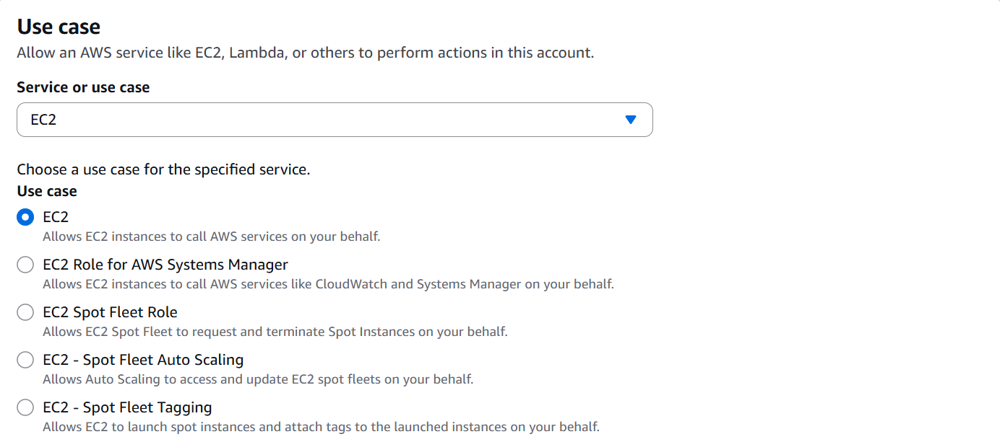 Use case
Allow an AWS service like EC2, Lambda, or others to perform actions in this account.
Service or use case
EC2
Choose a use case for the specified service.
Use case
EC2
Allows EC2 instances to call AWS services on your behalf.
EC2 Role for AWS Systems Manager
Allows EC2 instances to call AWS services like CloudWatch and Systems Manager on your behalf.
EC2 Spot Fleet Role
Allows EC2 Spot Fleet to request and terminate Spot Instances on your behalf.
EC2 - Spot Fleet Auto Scaling
Allows Auto Scaling to access and update EC2 spot fleets on your behalf.
EC2 - Spot Fleet Tagging
Allows EC2 to launch spot instances and attach tags to the launched instances on your behalf.